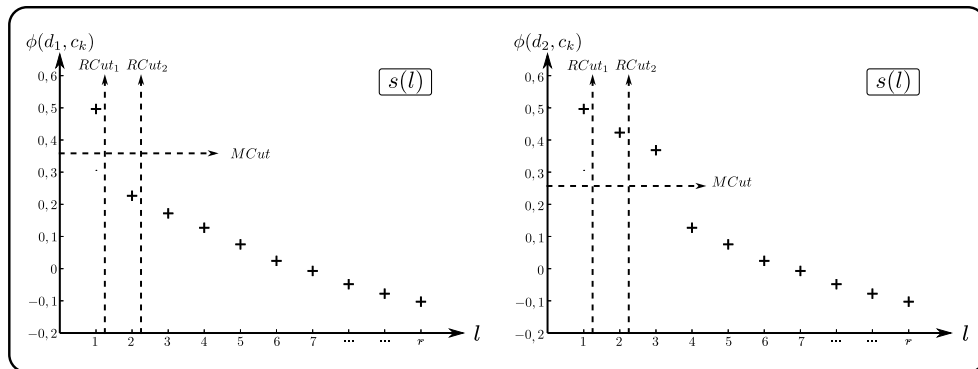 ϕ(d₁, cₖ)
RCut₁ RCut₂
s(l)
0, 6
0, 5
0, 4
MCut
0, 3
0, 2
0, 1
0
−0, 1
−0, 2
1 2 3 4 5 6 7 ... ... r
l
ϕ(d₂, cₖ)
RCut₁ RCut₂
s(l)
0, 6
0, 5
0, 4
0, 3
MCut
0, 2
0, 1
0
−0, 1
−0, 2
1 2 3 4 5 6 7 ... ... r
l